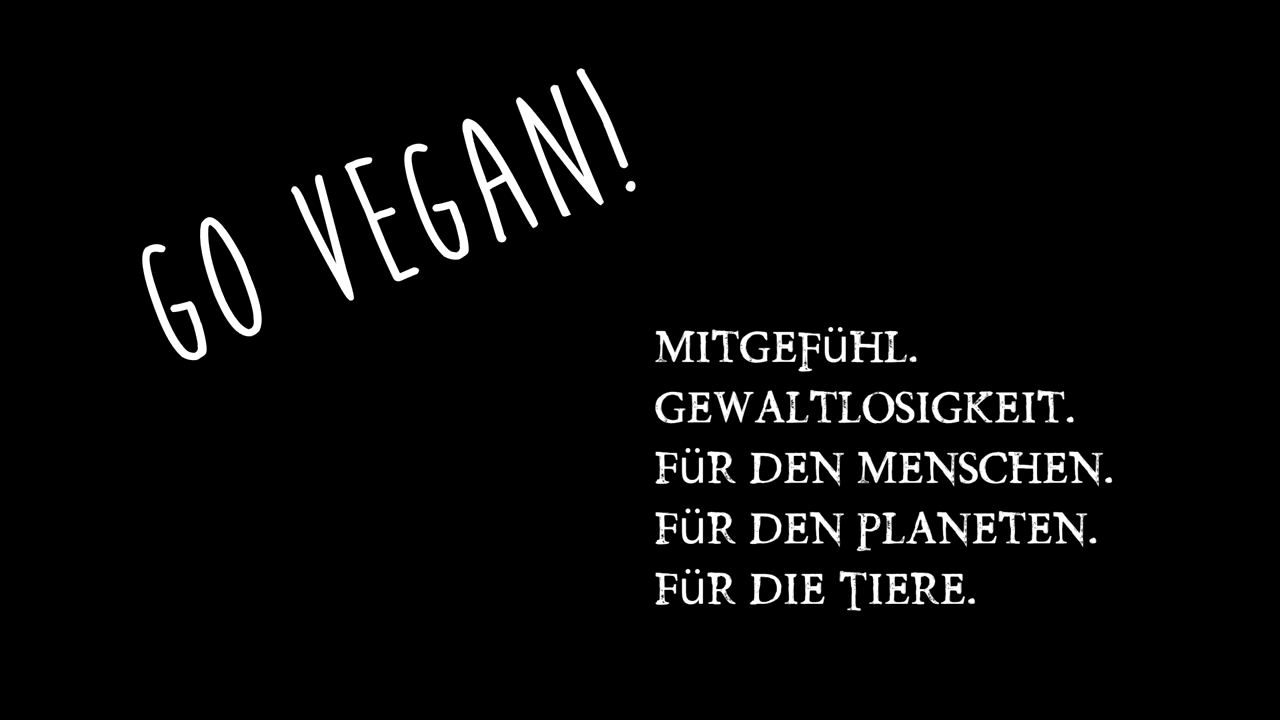 GO VEGAN!
MITGEFÜHL.
GEWALTLOSIGKEIT.
FÜR DEN MENSCHEN.
FÜR DEN PLANETEN.
FÜR DIE TIERE.